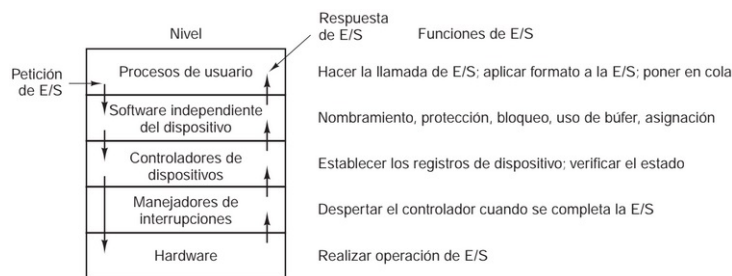 Nivel
Respuesta
de E/S
Funciones de E/S
Petición
de E/S
Procesos de usuario
Hacer la llamada de E/S; aplicar formato a la E/S; poner en cola
Software independiente
del dispositivo
Nombramiento, protección, bloqueo, uso de búfer, asignación
Controladores de
dispositivos
Establecer los registros de dispositivo; verificar el estado
Manejadores de
interrupciones
Despertar el controlador cuando se completa la E/S
Hardware
Realizar operación de E/S